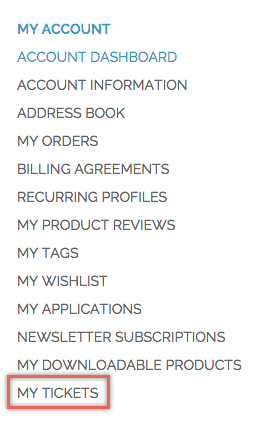 MY ACCOUNT
ACCOUNT DASHBOARD
ACCOUNT INFORMATION
ADDRESS BOOK
MY ORDERS
BILLING AGREEMENTS
RECURRING PROFILES
MY PRODUCT REVIEWS
MY TAGS
MY WISHLIST
MY APPLICATIONS
NEWSLETTER SUBSCRIPTIONS
MY DOWNLOADABLE PRODUCTS
MY TICKETS